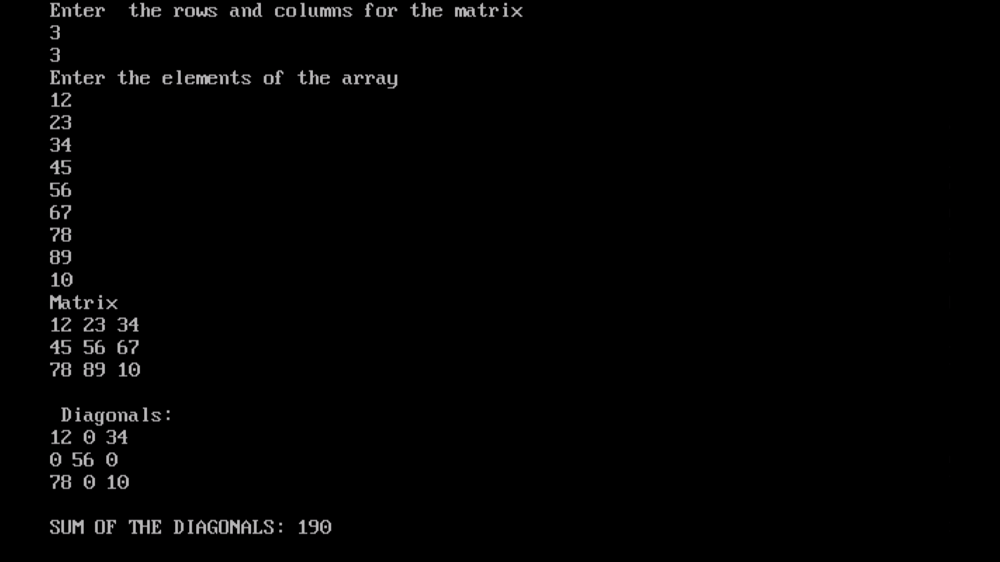 Enter  the rows and columns for the matrix
3
3
Enter the elements of the array
12
23
34
45
56
67
78
89
10
Matrix
12 23 34
45 56 67
78 89 10
Diagonals:
12 0 34
0 56 0
78 0 10
SUM OF THE DIAGONALS: 190